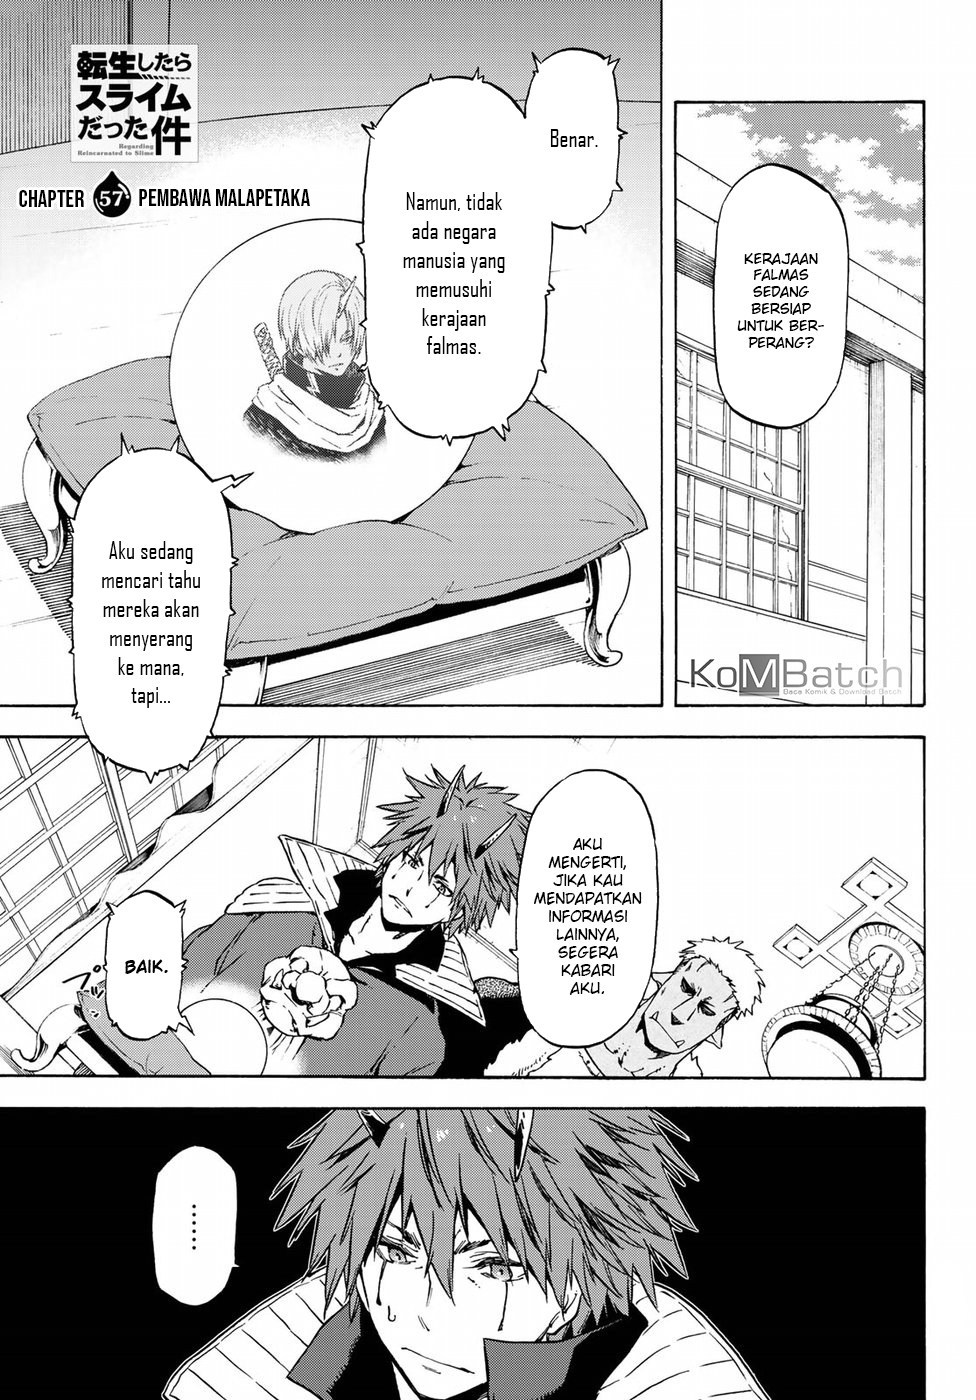 転生したら
スライム
だった件
Regarding
Reincarnated to Slime
CHAPTER 57 PEMBAWA MALAPETAKA
KERAJAAN
FALMAS
SEDANG
BERSIAP
UNTUK BER-
PERANG?
Benar.
Namun, tidak
ada negara
manusia yang
memusuhi
kerajaan
falmas.
Aku sedang
mencari tahu
mereka akan
menyerang
ke mana,
tapi...
KoMBatch
Baca Komik & Download Batch
AKU
MENGERTI,
JIKA KAU
MENDAPATKAN
INFORMASI
LAINNYA,
SEGERA
KABARI
AKU.
BAIK.
プツ
........